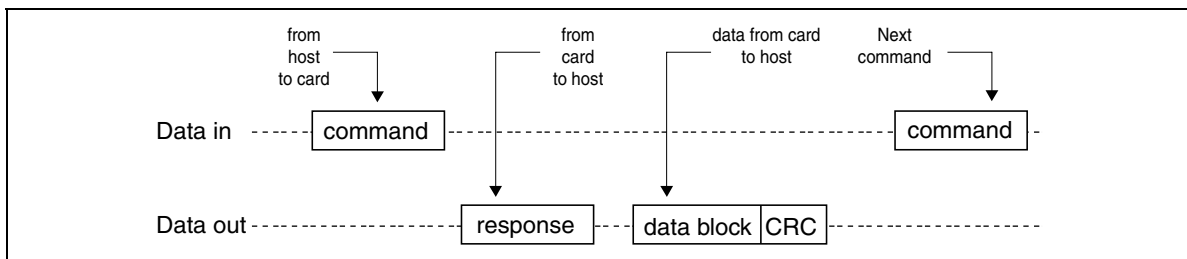 from
host
to card
from
card
to host
data from card
to host
Next
command
Data in
command
command
Data out
response
data block
CRC